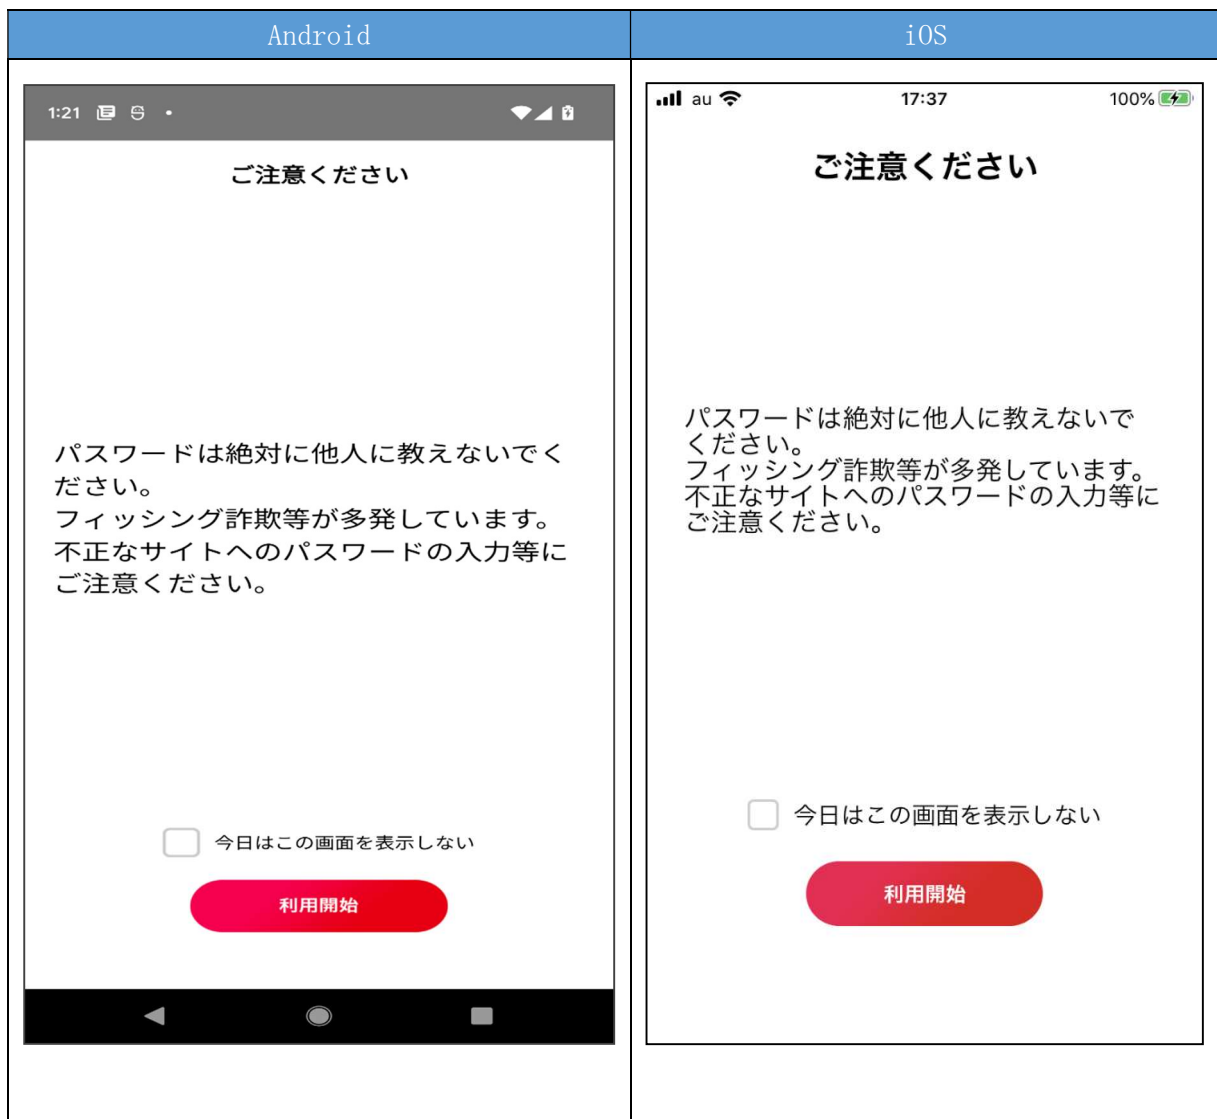 Android
iOS
1:21
ご注意ください
パスワードは絶対に他人に教えないでく
ださい。
フィッシング詐欺等が多発しています。
不正なサイトへのパスワードの入力等に
ご注意ください。
今日はこの画面を表示しない
利用開始
au 17:37 100%
ご注意ください
パスワードは絶対に他人に教えないで
ください。
フィッシング詐欺等が多発しています。
不正なサイトへのパスワードの入力等に
ご注意ください。
今日はこの画面を表示しない
利用開始